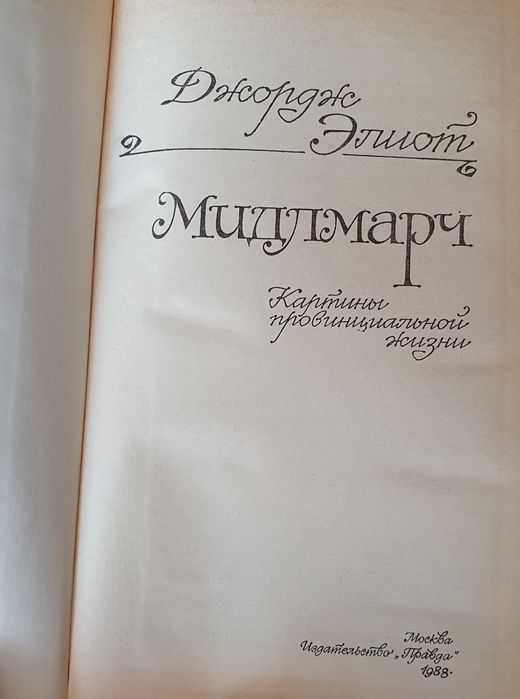 Джордж
Элиот
Мидлмарч
Картины
провинциальной
жизни
Москва
Издательство „Правда"
1988.